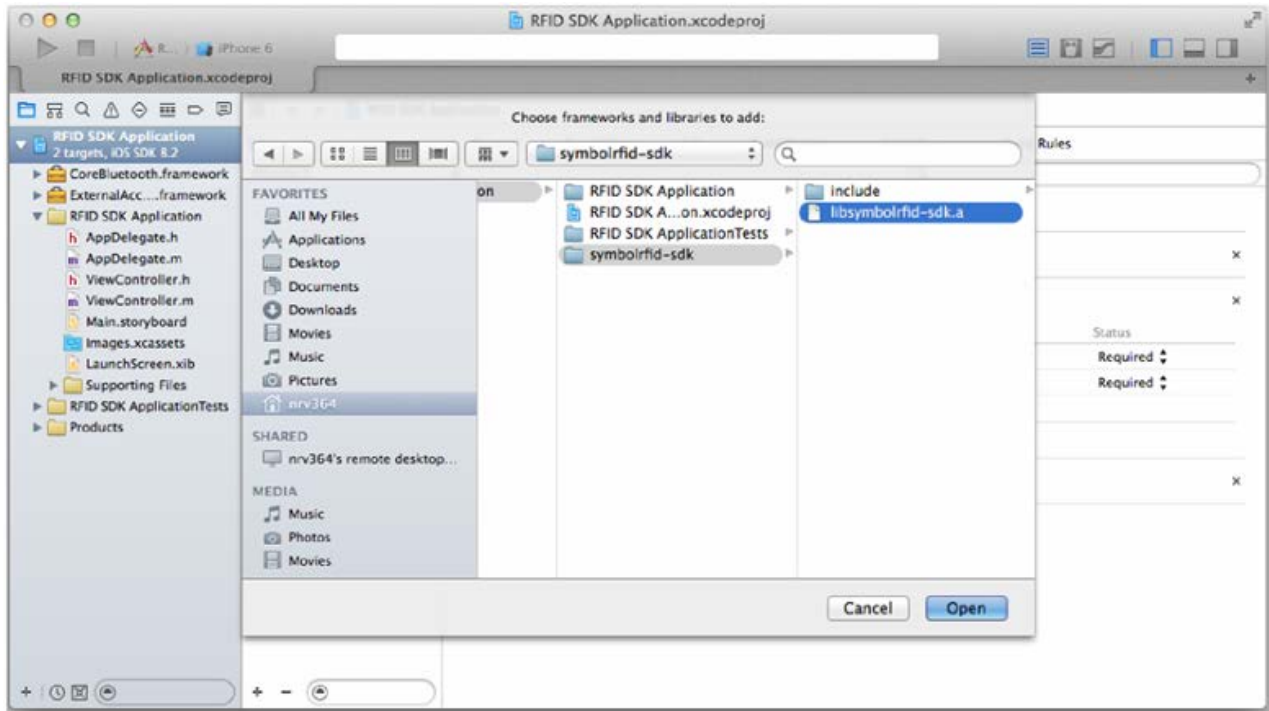 RFID SDK Application.xcodeproj
R... iPhone 6
RFID SDK Application.xcodeproj
RFID SDK Application
2 targets, iOS SDK 8.2
CoreBluetooth.framework
ExternalAcc....framework
RFID SDK Application
h AppDelegate.h
m AppDelegate.m
h ViewController.h
m ViewController.m
Main.storyboard
Images.xcassets
LaunchScreen.xib
Supporting Files
RFID SDK ApplicationTests
Products
Choose frameworks and libraries to add:
symbolrfid-sdk
FAVORITES
All My Files
Applications
Desktop
Documents
Downloads
Movies
Music
Pictures
nrv364
SHARED
nrv364's remote desktop...
MEDIA
Music
Photos
Movies
on
RFID SDK Application
RFID SDK A...on.xcodeproj
RFID SDK ApplicationTests
symbolrfid-sdk
include
libsymbolrfid-sdk.a
Cancel
Open
Rules
Status
Required
Required